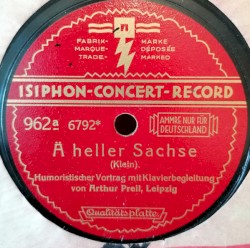 FABRIK- MARKE
MARQUE- DÉPOSÉE
TRADE- MARKED
ISIPHON-CONCERT-RECORD
962a 6792*
AMMRE NUR FÜR
DEUTSCHLAND
A heller Sachse
(Klein).
Humoristischer Vortrag mit Klavierbegleitung
von Arthur Preil, Leipzig
Qualitätsplatte